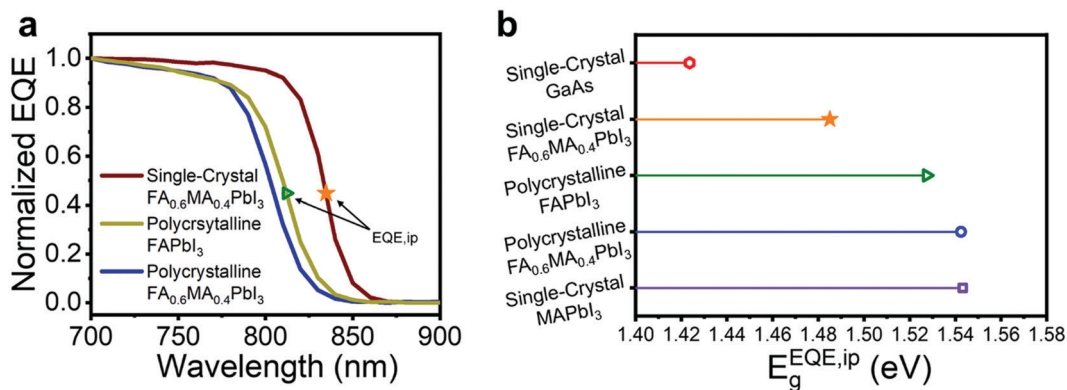 a
Normalized EQE
1.0
0.8
0.6
0.4
0.2
0.0
Single-Crystal
FA0.6MA0.4PbI3
Polycrsytalline
FAPbI3
Polycrystalline
FA0.6MA0.4PbI3
EQE,ip
700
750
800
850
900
Wavelength (nm)
b
Single-Crystal
GaAs
Single-Crystal
FA0.6MA0.4PbI3
Polycrystalline
FAPbI3
Polycrystalline
FA0.6MA0.4PbI3
Single-Crystal
MAPbI3
1.40
1.42
1.44
1.46
1.48
1.50
1.52
1.54
1.56
1.58
EgEQE,ip (eV)